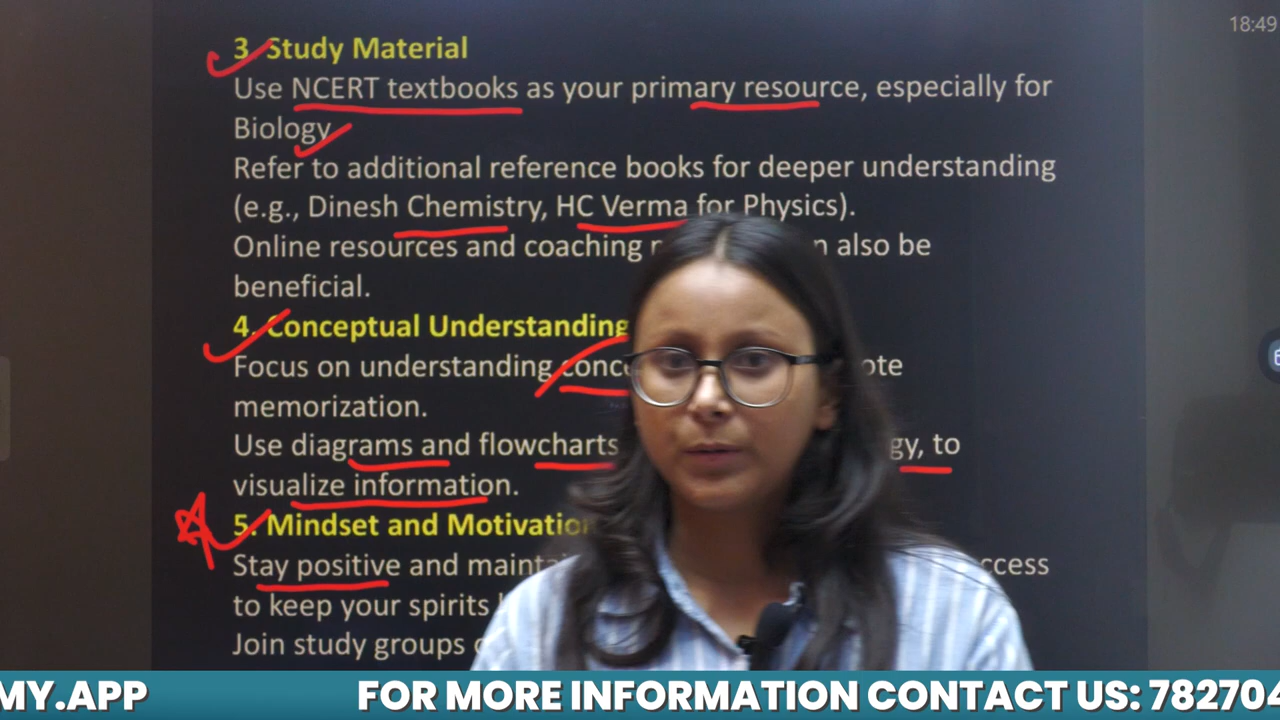 18:49
3. Study Material
Use NCERT textbooks as your primary resource, especially for
Biology
Refer to additional reference books for deeper understanding
(e.g., Dinesh Chemistry, HC Verma for Physics).
Online resources and coaching also be
beneficial.
4. Conceptual Understanding
Focus on understanding
memorization.
Use diagrams and flowcharts to
visualize information.
5. Mindset and Motivation
Stay positive and
to keep your spirits
Join study groups
MY.APP FOR MORE INFORMATION CONTACT US: 782704